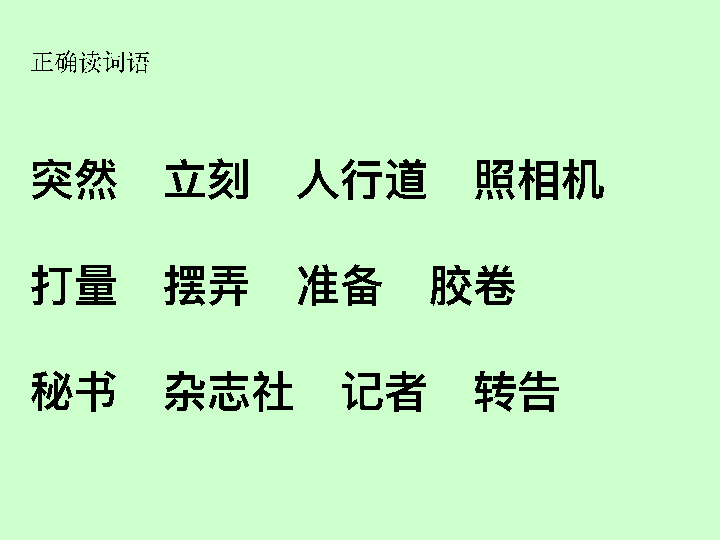 正确读词语
突然 立刻 人行道 照相机
打量 摆弄 准备 胶卷
秘书 杂志社 记者 转告